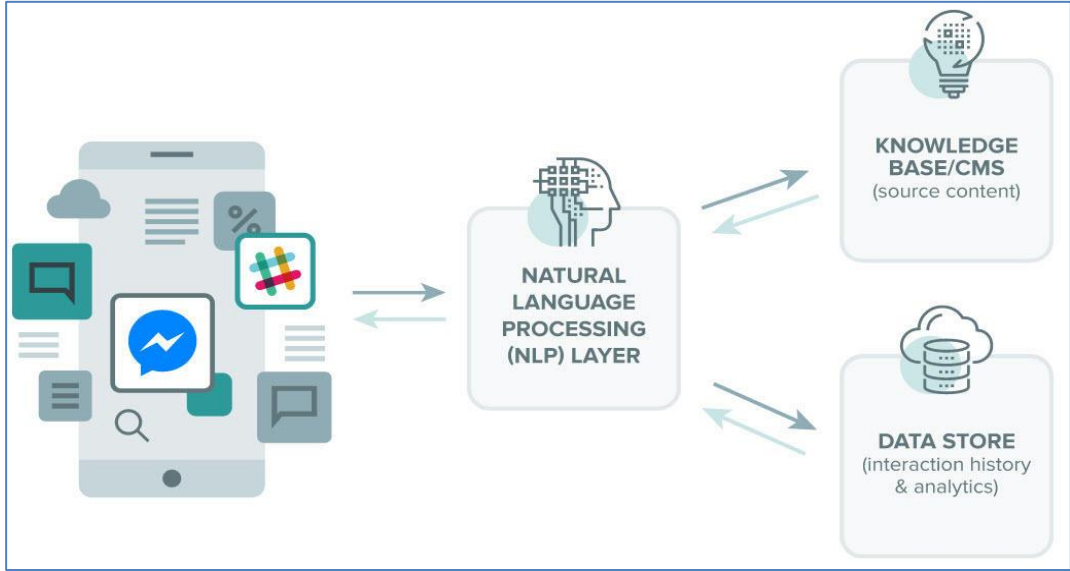 KNOWLEDGE
BASE/CMS
(source content)
NATURAL
LANGUAGE
PROCESSING
(NLP) LAYER
DATA STORE
(interaction history
& analytics)
%